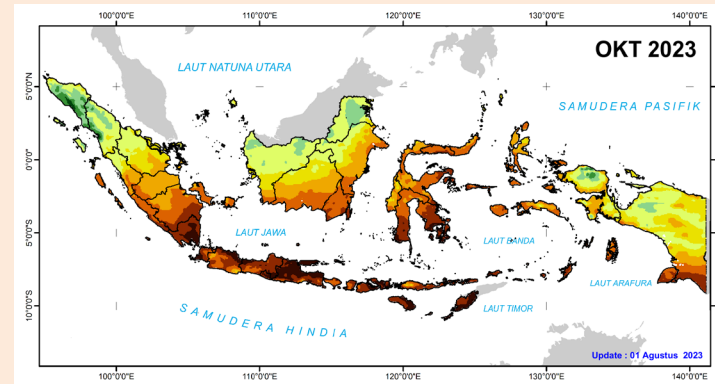 100°0'0"E 110°0'0"E 120°0'0"E 130°0'0"E 140°0'0"E
OKT 2023
LAUT NATUNA UTARA
5°0'0"N
SAMUDERA PASIFIK
0°0'0"N
5°0'0"S
LAUT JAWA
LAUT BANDA
LAUT ARAFURA
10°0'0"S
SAMUDERA HINDIA
LAUT TIMOR
Update : 01 Agustus 2023
100°0'0"E 110°0'0"E 120°0'0"E 130°0'0"E 140°0'0"E